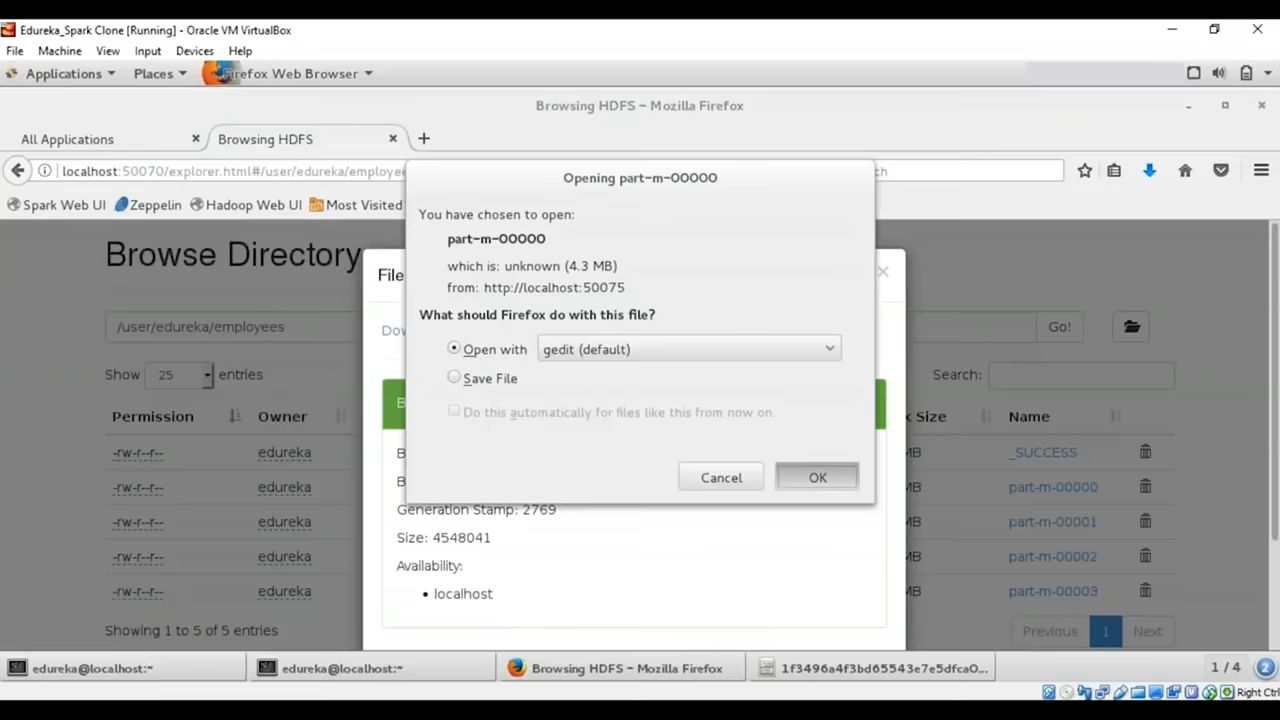 Edureka_Spark Clone [Running] - Oracle VM VirtualBox
File Machine View Input Devices Help
Applications Places Firefox Web Browser
Browsing HDFS - Mozilla Firefox
All Applications Browsing HDFS
localhost:50070/explorer.html#/user/edureka/employee
Spark Web UI Zeppelin Hadoop Web UI Most Visited
Opening part-m-00000
You have chosen to open:
part-m-00000
which is: unknown (4.3 MB)
from: http://localhost:50075
What should Firefox do with this file?
Open with gedit (default)
Save File
Do this automatically for files like this from now on.
Cancel OK
Browse Directory
File
/user/edureka/employees Go!
Show 25 entries Search:
Permission Owner Size Name
-rw-r--r-- edureka MB _SUCCESS
-rw-r--r-- edureka MB part-m-00000
Generation Stamp: 2769
-rw-r--r-- edureka MB part-m-00001
Size: 4548041
-rw-r--r-- edureka MB part-m-00002
Availability:
-rw-r--r-- edureka MB part-m-00003
localhost
Showing 1 to 5 of 5 entries Previous 1 Next
edureka@localhost:~ edureka@localhost:~ Browsing HDFS - Mozilla Firefox 1f3496a4f3bd65543e7e5dfca0... 1 / 4 2
Right Ctrl